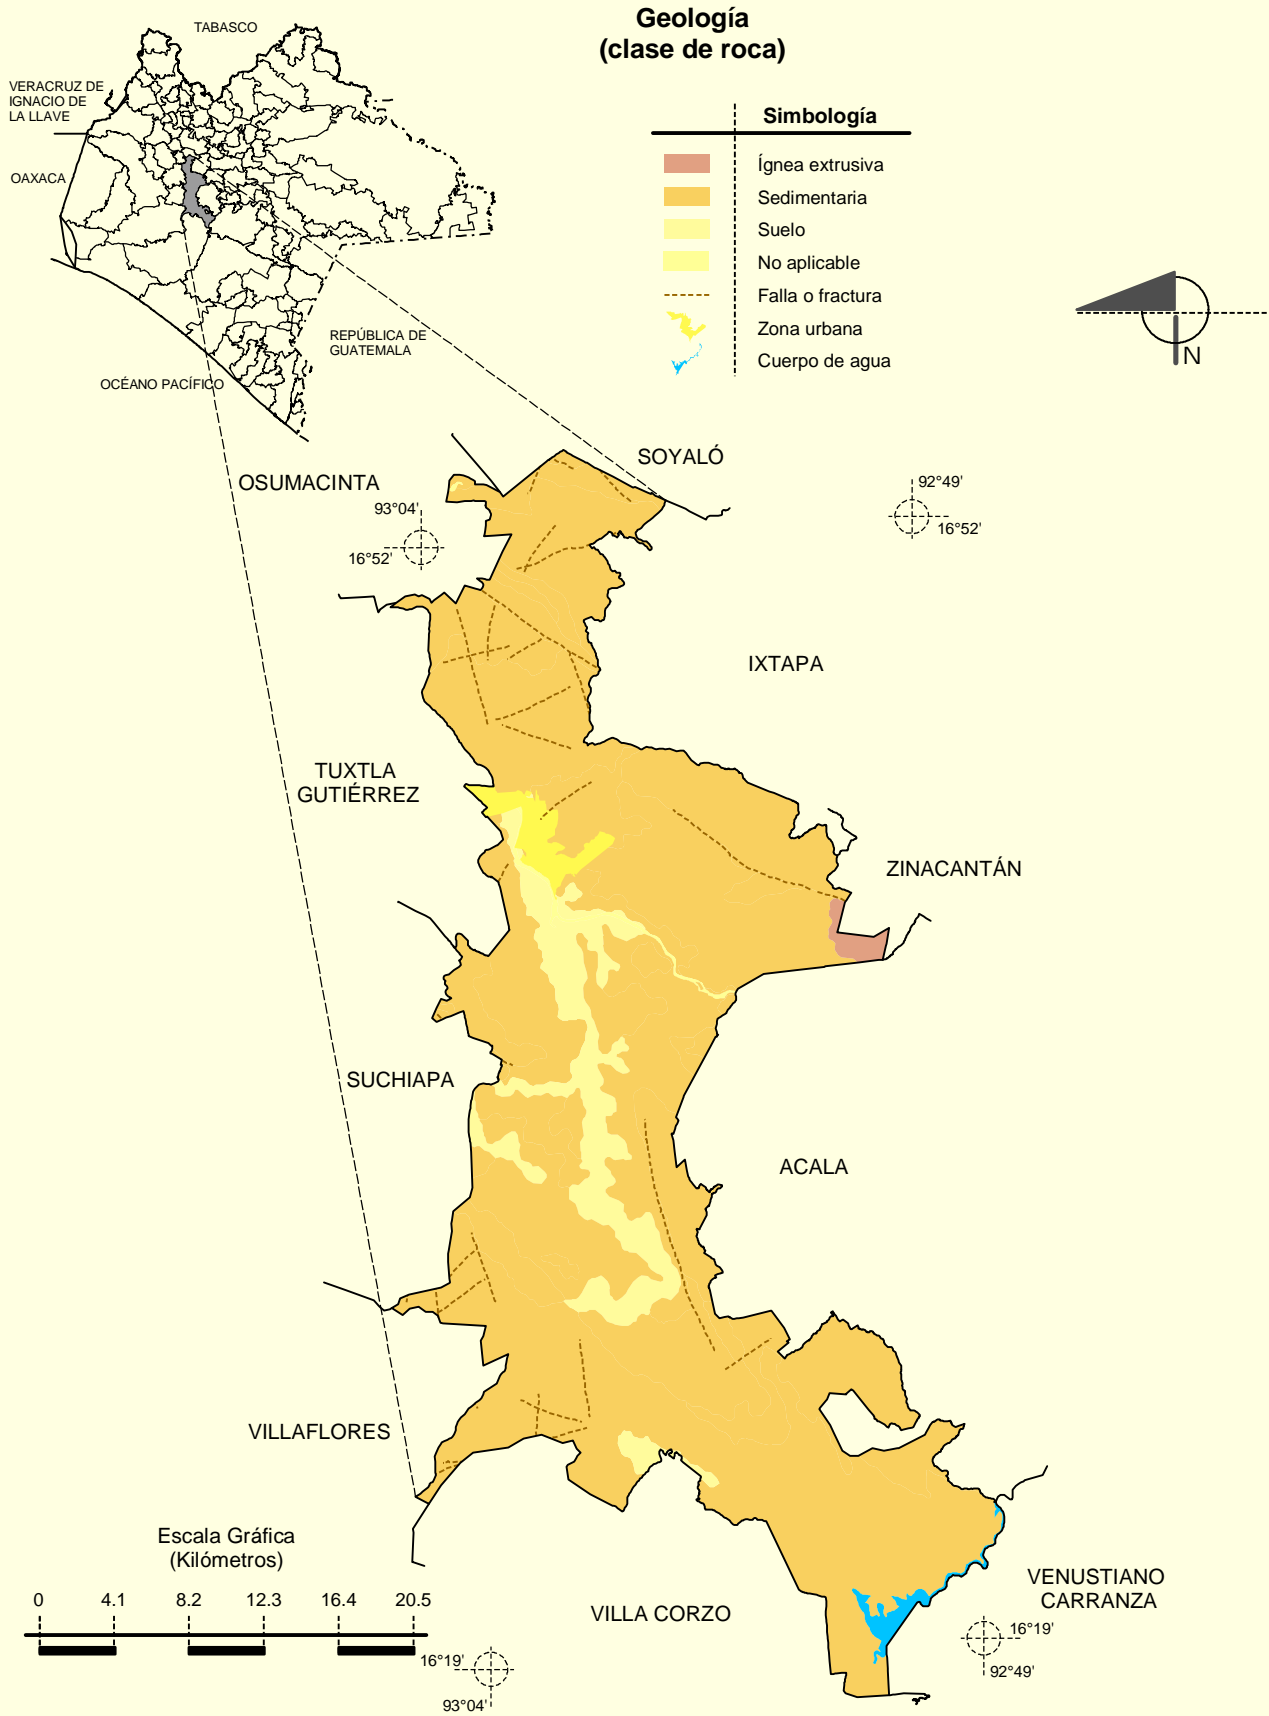 Geología
(clase de roca)
TABASCO
VERACRUZ DE
IGNACIO DE
LA LLAVE
OAXACA
REPÚBLICA DE
GUATEMALA
OCÉANO PACÍFICO
Simbología
Ígnea extrusiva
Sedimentaria
Suelo
No aplicable
Falla o fractura
Zona urbana
Cuerpo de agua
N
SOYALÓ
OSUMACINTA
93°04'
16°52'
92°49'
16°52'
IXTAPA
TUXTLA
GUTIÉRREZ
ZINACANTÁN
SUCHIAPA
ACALA
VILLAFLORES
Escala Gráfica
(Kilómetros)
0 4.1 8.2 12.3 16.4 20.5
VILLA CORZO
VENUSTIANO
CARRANZA
16°19'
92°49'
16°19'
93°04'